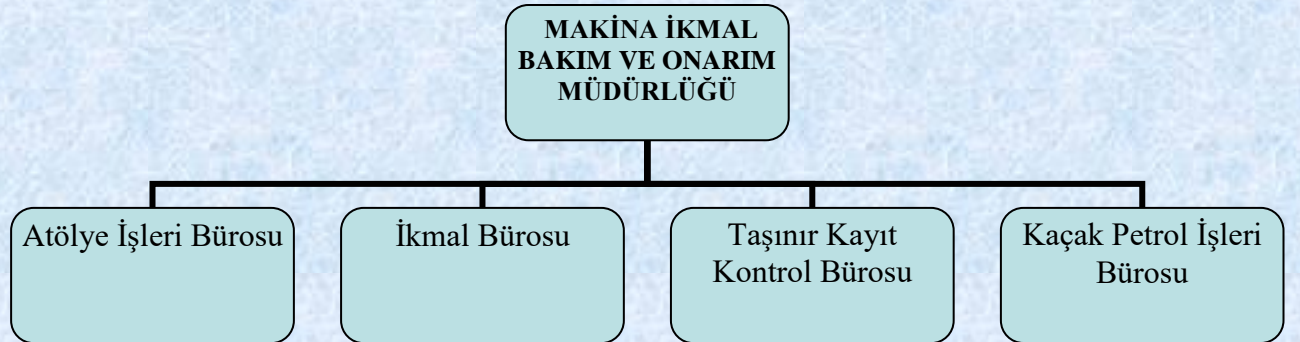 MAKİNA İKMAL
BAKIM VE ONARIM
MÜDÜRLÜĞÜ
Atölye İşleri Bürosu
İkmal Bürosu
Taşınır Kayıt
Kontrol Bürosu
Kaçak Petrol İşleri
Bürosu